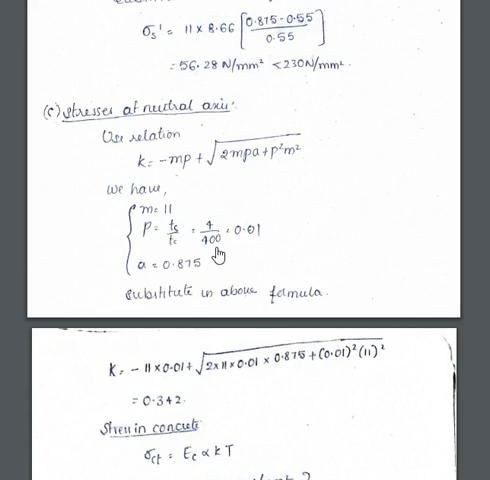 σs' = 11 x 8.66 [0.875 - 0.55 / 0.55]
= 56.28 N/mm² < 230 N/mm².
(c) Stresses at neutral axis:
Use relation
k = -mp + √2mpa + p²m²
we have,
m = 11
p = ts/tc = 4/400 = 0.01
a = 0.875
Substitute in above formula.
K = - 11 x 0.01 + √2 x 11 x 0.01 x 0.875 + (0.01)² (11)²
= 0.342.
Stress in concrete
σct = Ec α k T